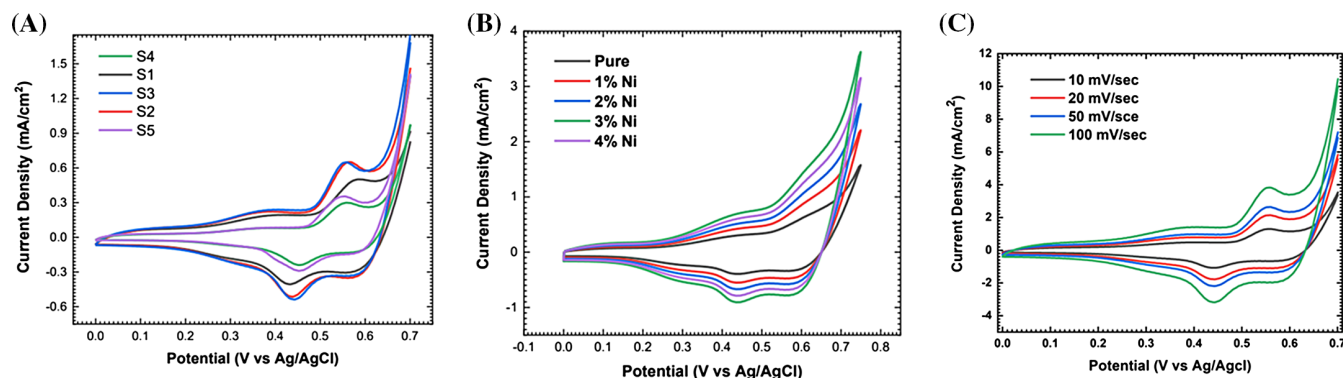 (A)
S4
S1
S3
S2
S5
1.5
1.2
0.9
0.6
0.3
0.0
-0.3
-0.6
Current Density (mA/cm²)
0.0 0.1 0.2 0.3 0.4 0.5 0.6 0.7
Potential (V vs Ag/AgCl)
(B)
Pure
1% Ni
2% Ni
3% Ni
4% Ni
4
3
2
1
0
-1
Current Density (mA/cm²)
-0.1 0.0 0.1 0.2 0.3 0.4 0.5 0.6 0.7 0.8
Potential (V vs Ag/AgCl)
(C)
10 mV/sec
20 mV/sec
50 mV/sce
100 mV/sec
12
10
8
6
4
2
0
-2
-4
Current Density (mA/cm²)
0.0 0.1 0.2 0.3 0.4 0.5 0.6 0.7
Potential (V vs Ag/AgCl)